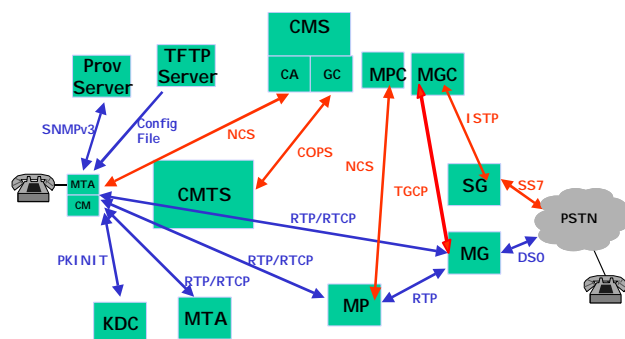 CMS
CA
GC
MPC
MGC
Prov
Server
TFTP
Server
SNMPv3
Config
File
NCS
COPS
NCS
TGCP
ISTP
MTA
CM
CMTS
SG
SS7
PSTN
RTP/RTCP
MG
DS0
PKINIT
RTP/RTCP
RTP/RTCP
RTP
KDC
MTA
MP